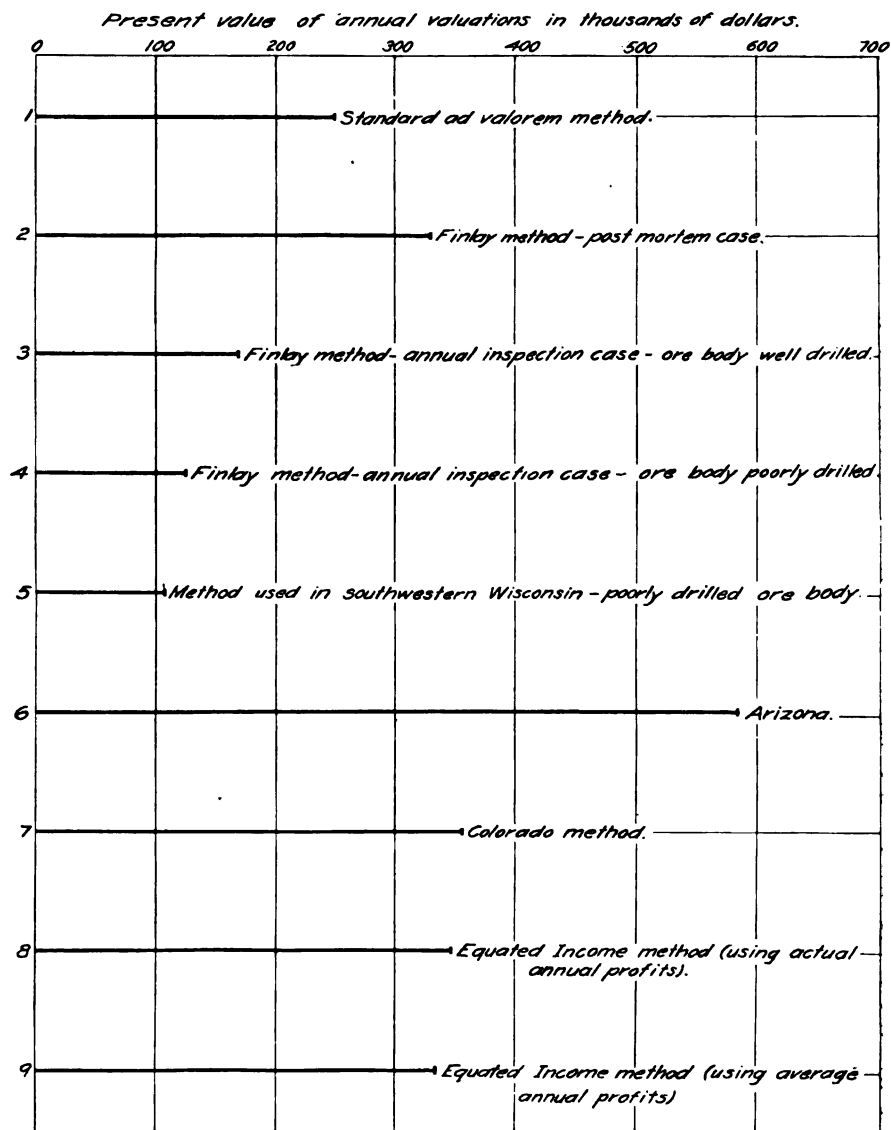 Present value of annual valuations in thousands of dollars.
0 100 200 300 400 500 600 700
1 Standard ad valorem method.
2 Finlay method - post mortem case.
3 Finlay method - annual inspection case - ore body well drilled.
4 Finlay method - annual inspection case - ore body poorly drilled
5 Method used in southwestern Wisconsin - poorly drilled ore body.
6 Arizona.
7 Colorado method.
8 Equated Income method (using actual
annual profits).
9 Equated Income method (using average
annual profits)